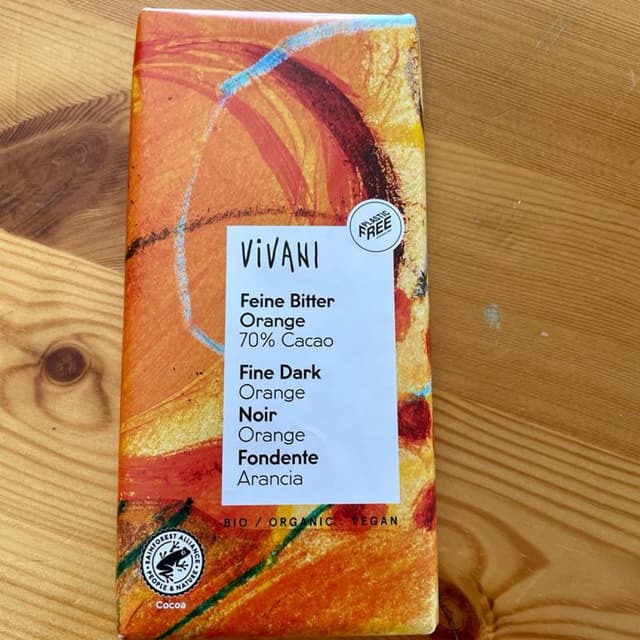 PLASTIC
FREE
ViVANI
Feine Bitter
Orange
70% Cacao
Fine Dark
Orange
Noir
Orange
Fondente
Arancia
BIO / ORGANIC · VEGAN
RAINFOREST ALLIANCE
PEOPLE & NATURE
Cocoa